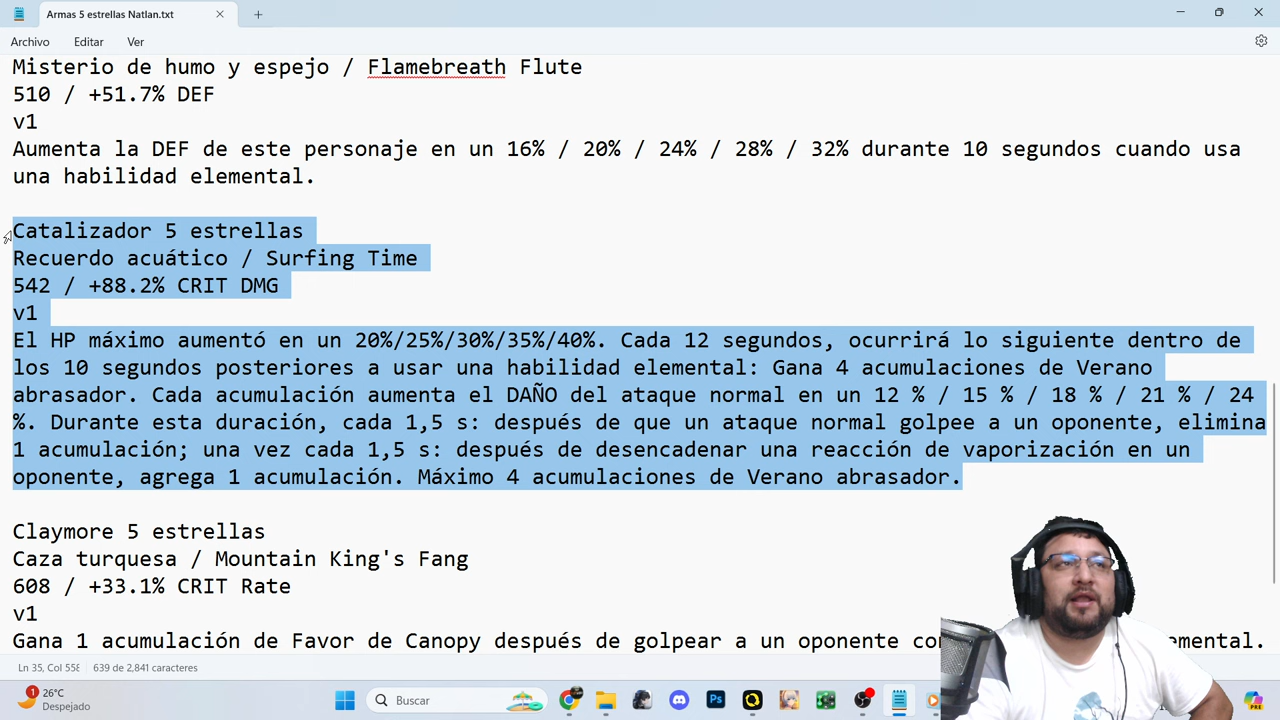 Armas 5 estrellas Natlan.txt
Archivo Editar Ver
Misterio de humo y espejo / Flamebreath Flute
510 / +51.7% DEF
v1
Aumenta la DEF de este personaje en un 16% / 20% / 24% / 28% / 32% durante 10 segundos cuando usa
una habilidad elemental.
Catalizador 5 estrellas
Recuerdo acuático / Surfing Time
542 / +88.2% CRIT DMG
v1
El HP máximo aumentó en un 20%/25%/30%/35%/40%. Cada 12 segundos, ocurrirá lo siguiente dentro de
los 10 segundos posteriores a usar una habilidad elemental: Gana 4 acumulaciones de Verano
abrasador. Cada acumulación aumenta el DAÑO del ataque normal en un 12 % / 15 % / 18 % / 21 % / 24
%. Durante esta duración, cada 1,5 s: después de que un ataque normal golpee a un oponente, elimina
1 acumulación; una vez cada 1,5 s: después de desencadenar una reacción de vaporización en un
oponente, agrega 1 acumulación. Máximo 4 acumulaciones de Verano abrasador.
Claymore 5 estrellas
Caza turquesa / Mountain King's Fang
608 / +33.1% CRIT Rate
v1
Gana 1 acumulación de Favor de Canopy después de golpear a un oponente emental.
Ln 35, Col 558 639 de 2,841 caracteres
1
26°C
Despejado
Buscar
Ps
PRE